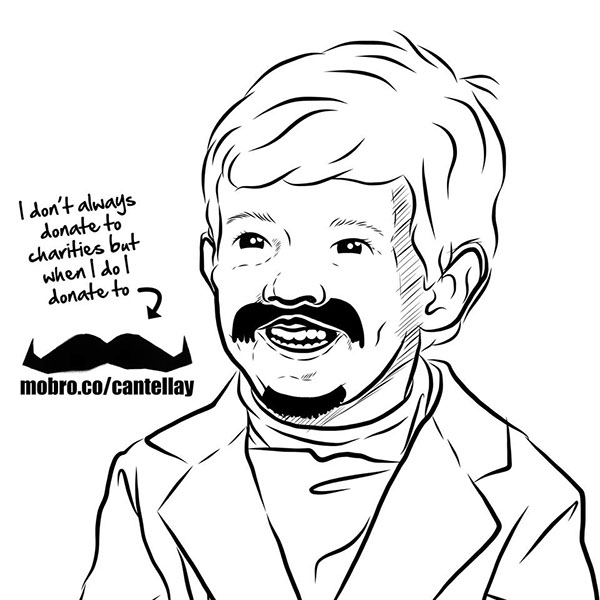 I don't always
donate to
charities but
when I do I
donate to
mobro.co/cantellay